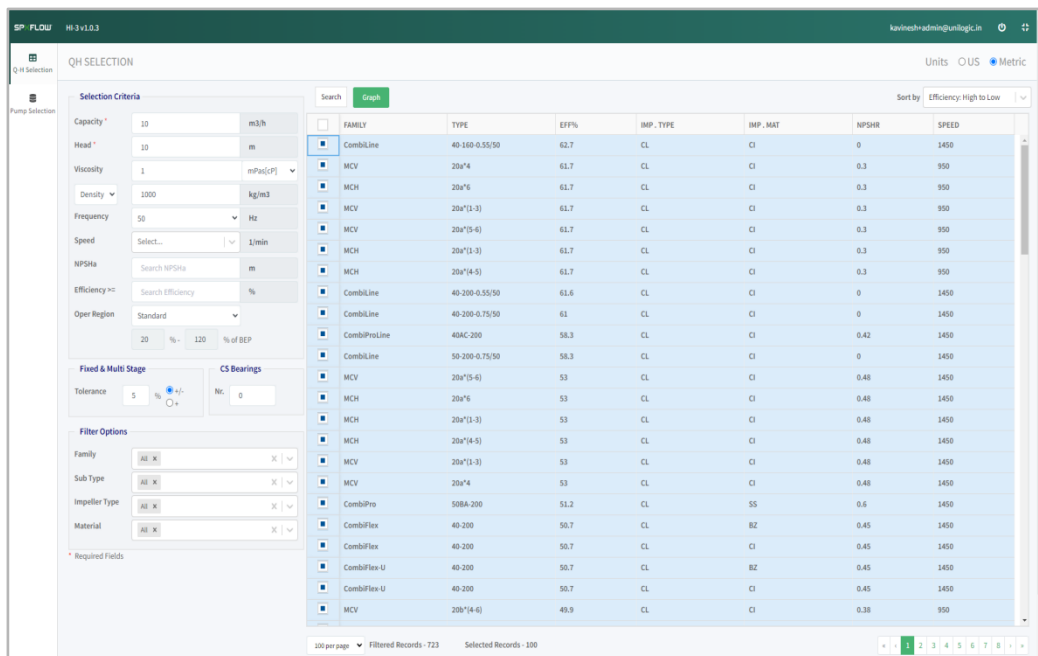 SPXFLOW Hi-3 v1.0.3 kavinesh+admin@unilogic.in
Q-H Selection
Pump Selection
QH SELECTION Units US Metric
Selection Criteria
Capacity * 10 m3/h
Head * 10 m
Viscosity 1 mPas[cP]
Density 1000 kg/m3
Frequency 50 Hz
Speed Select... 1/min
NPSHa Search NPSHa m
Efficiency >= Search Efficiency %
Oper Region Standard
20 % - 120 % of BEP
Fixed & Multi Stage
Tolerance 5 % +/-
+
CS Bearings
Nr. 0
Filter Options
Family All x X
Sub Type All x X
Impeller Type All x X
Material All x X
* Required Fields
Search Graph Sort by Efficiency: High to Low
FAMILY TYPE EFF% IMP . TYPE IMP . MAT NPSHR SPEED
CombiLine 40-160-0.55/50 62.7 CL CI 0 1450
MCV 20a*4 61.7 CL CI 0.3 950
MCH 20a*6 61.7 CL CI 0.3 950
MCV 20a*(1-3) 61.7 CL CI 0.3 950
MCV 20a*(5-6) 61.7 CL CI 0.3 950
MCH 20a*(1-3) 61.7 CL CI 0.3 950
MCH 20a*(4-5) 61.7 CL CI 0.3 950
CombiLine 40-200-0.55/50 61.6 CL CI 0 1450
CombiLine 40-200-0.75/50 61 CL CI 0 1450
CombiProLine 40AC-200 58.3 CL CI 0.42 1450
CombiLine 50-200-0.75/50 58.3 CL CI 0 1450
MCV 20a*(5-6) 53 CL CI 0.48 1450
MCH 20a*6 53 CL CI 0.48 1450
MCH 20a*(1-3) 53 CL CI 0.48 1450
MCH 20a*(4-5) 53 CL CI 0.48 1450
MCV 20a*(1-3) 53 CL CI 0.48 1450
MCV 20a*4 53 CL CI 0.48 1450
CombiPro 50BA-200 51.2 CL SS 0.6 1450
CombiFlex 40-200 50.7 CL BZ 0.45 1450
CombiFlex 40-200 50.7 CL CI 0.45 1450
CombiFlex-U 40-200 50.7 CL BZ 0.45 1450
CombiFlex-U 40-200 50.7 CL CI 0.45 1450
MCV 20b*(4-6) 49.9 CL CI 0.38 950
100 per page Filtered Records - 723 Selected Records - 100 « ‹ 1 2 3 4 5 6 7 8 › »